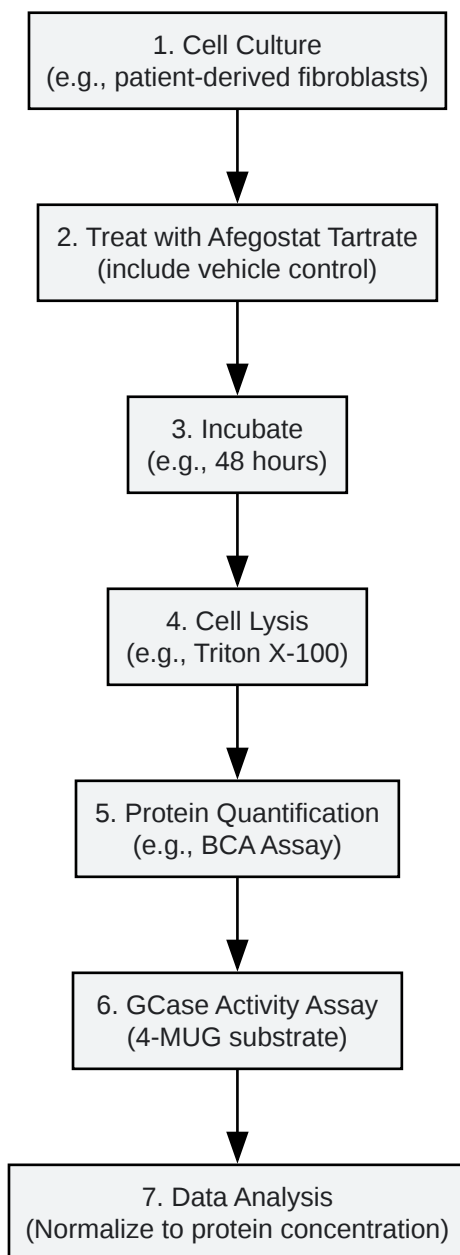 1. Cell Culture
(e.g., patient-derived fibroblasts)
2. Treat with Afegostat Tartrate
(include vehicle control)
3. Incubate
(e.g., 48 hours)
4. Cell Lysis
(e.g., Triton X-100)
5. Protein Quantification
(e.g., BCA Assay)
6. GCase Activity Assay
(4-MUG substrate)
7. Data Analysis
(Normalize to protein concentration)